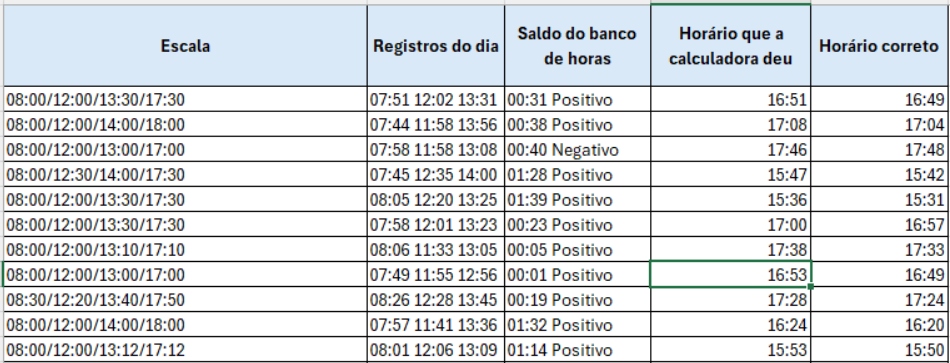 Escala Registros do dia Saldo do banco de horas Horário que a calculadora deu Horário correto
08:00/12:00/13:30/17:30 07:51 12:02 13:31 00:31 Positivo 16:51 16:49
08:00/12:00/14:00/18:00 07:44 11:58 13:56 00:38 Positivo 17:08 17:04
08:00/12:00/13:00/17:00 07:58 11:58 13:08 00:40 Negativo 17:46 17:48
08:00/12:30/14:00/17:30 07:45 12:35 14:00 01:28 Positivo 15:47 15:42
08:00/12:00/13:30/17:30 08:05 12:20 13:25 01:39 Positivo 15:36 15:31
08:00/12:00/13:30/17:30 07:58 12:01 13:23 00:23 Positivo 17:00 16:57
08:00/12:00/13:10/17:10 08:06 11:33 13:05 00:05 Positivo 17:38 17:33
08:00/12:00/13:00/17:00 07:49 11:55 12:56 00:01 Positivo 16:53 16:49
08:30/12:20/13:40/17:50 08:26 12:28 13:45 00:19 Positivo 17:28 17:24
08:00/12:00/14:00/18:00 07:57 11:41 13:36 01:32 Positivo 16:24 16:20
08:00/12:00/13:12/17:12 08:01 12:06 13:09 01:14 Positivo 15:53 15:50